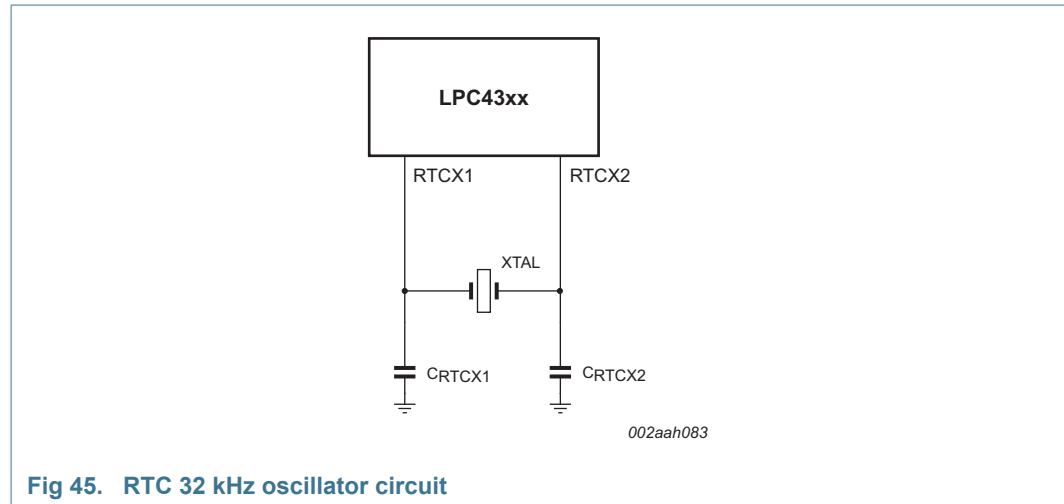 LPC43xx
RTCX1 RTCX2
XTAL
CRTCX1 CRTCX2
002aah083
Fig 45. RTC 32 kHz oscillator circuit